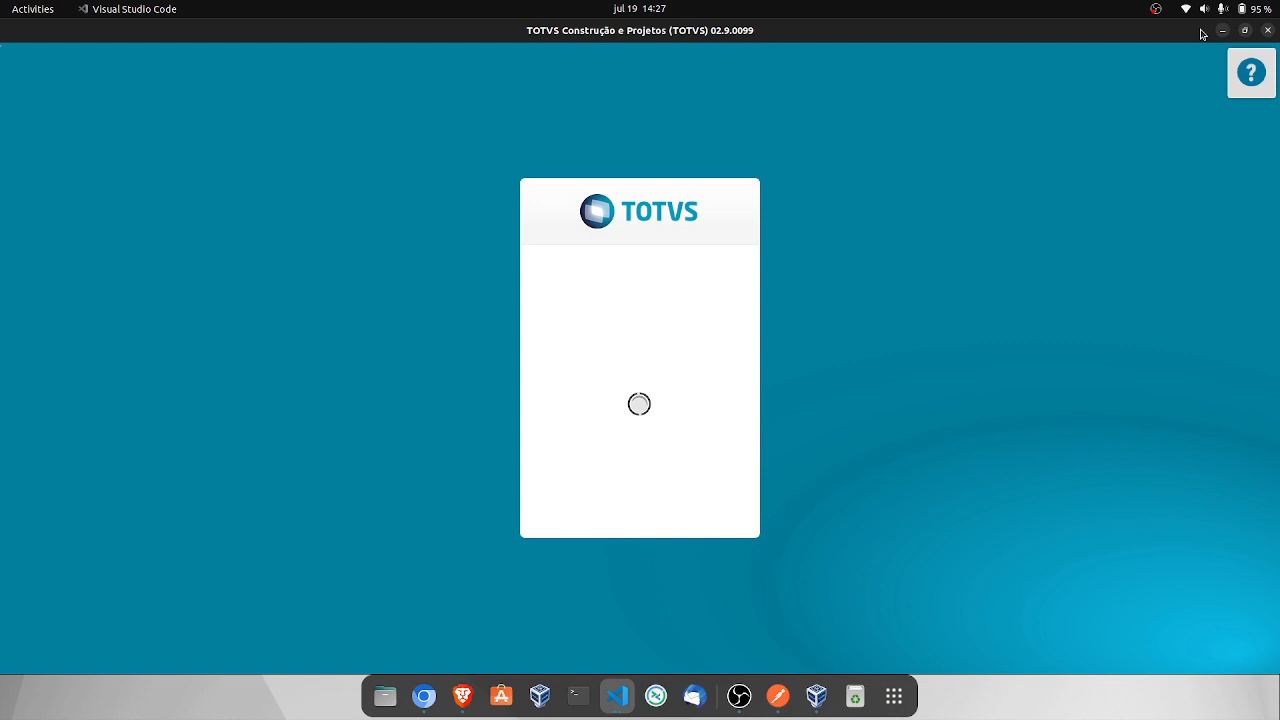 Activities
Visual Studio Code
jul 19 14:27
95 %
TOTVS Construção e Projetos (TOTVS) 02.9.0099
?
TOTVS